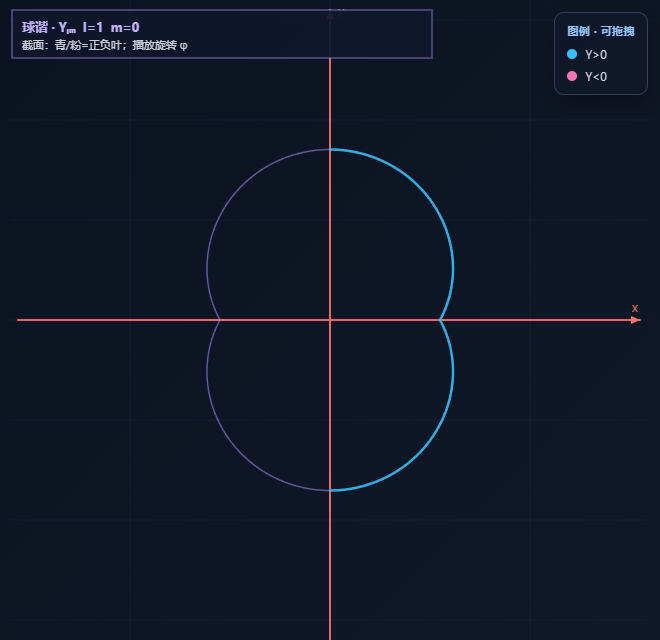 球谐 · Yₗₘ l=1 m=0
截面: 青/粉=正负叶; 播放旋转 φ
图例 · 可拖拽
Y>0
Y<0
x